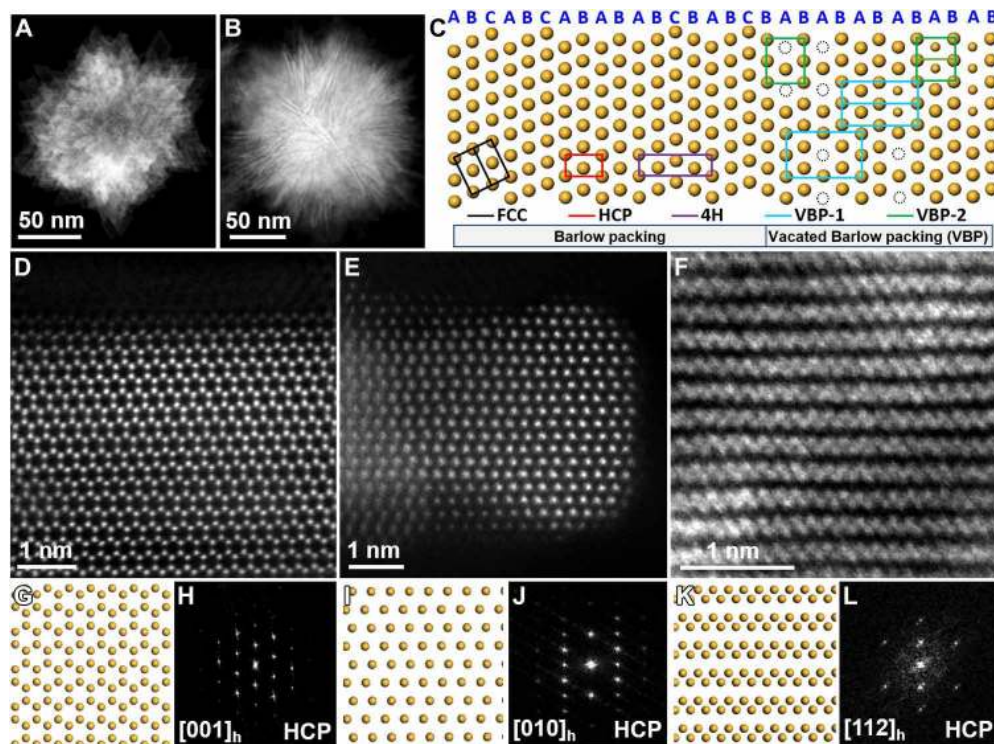 A
B
C
A B C A B C A B A B A B C B A B C B A B A B A B A B A B A B
50 nm
50 nm
FCC HCP 4H VBP-1 VBP-2
Barlow packing Vacated Barlow packing (VBP)
D
E
F
1 nm
1 nm
1 nm
G
H
[001]h HCP
I
J
[010]h HCP
K
L
[112]h HCP